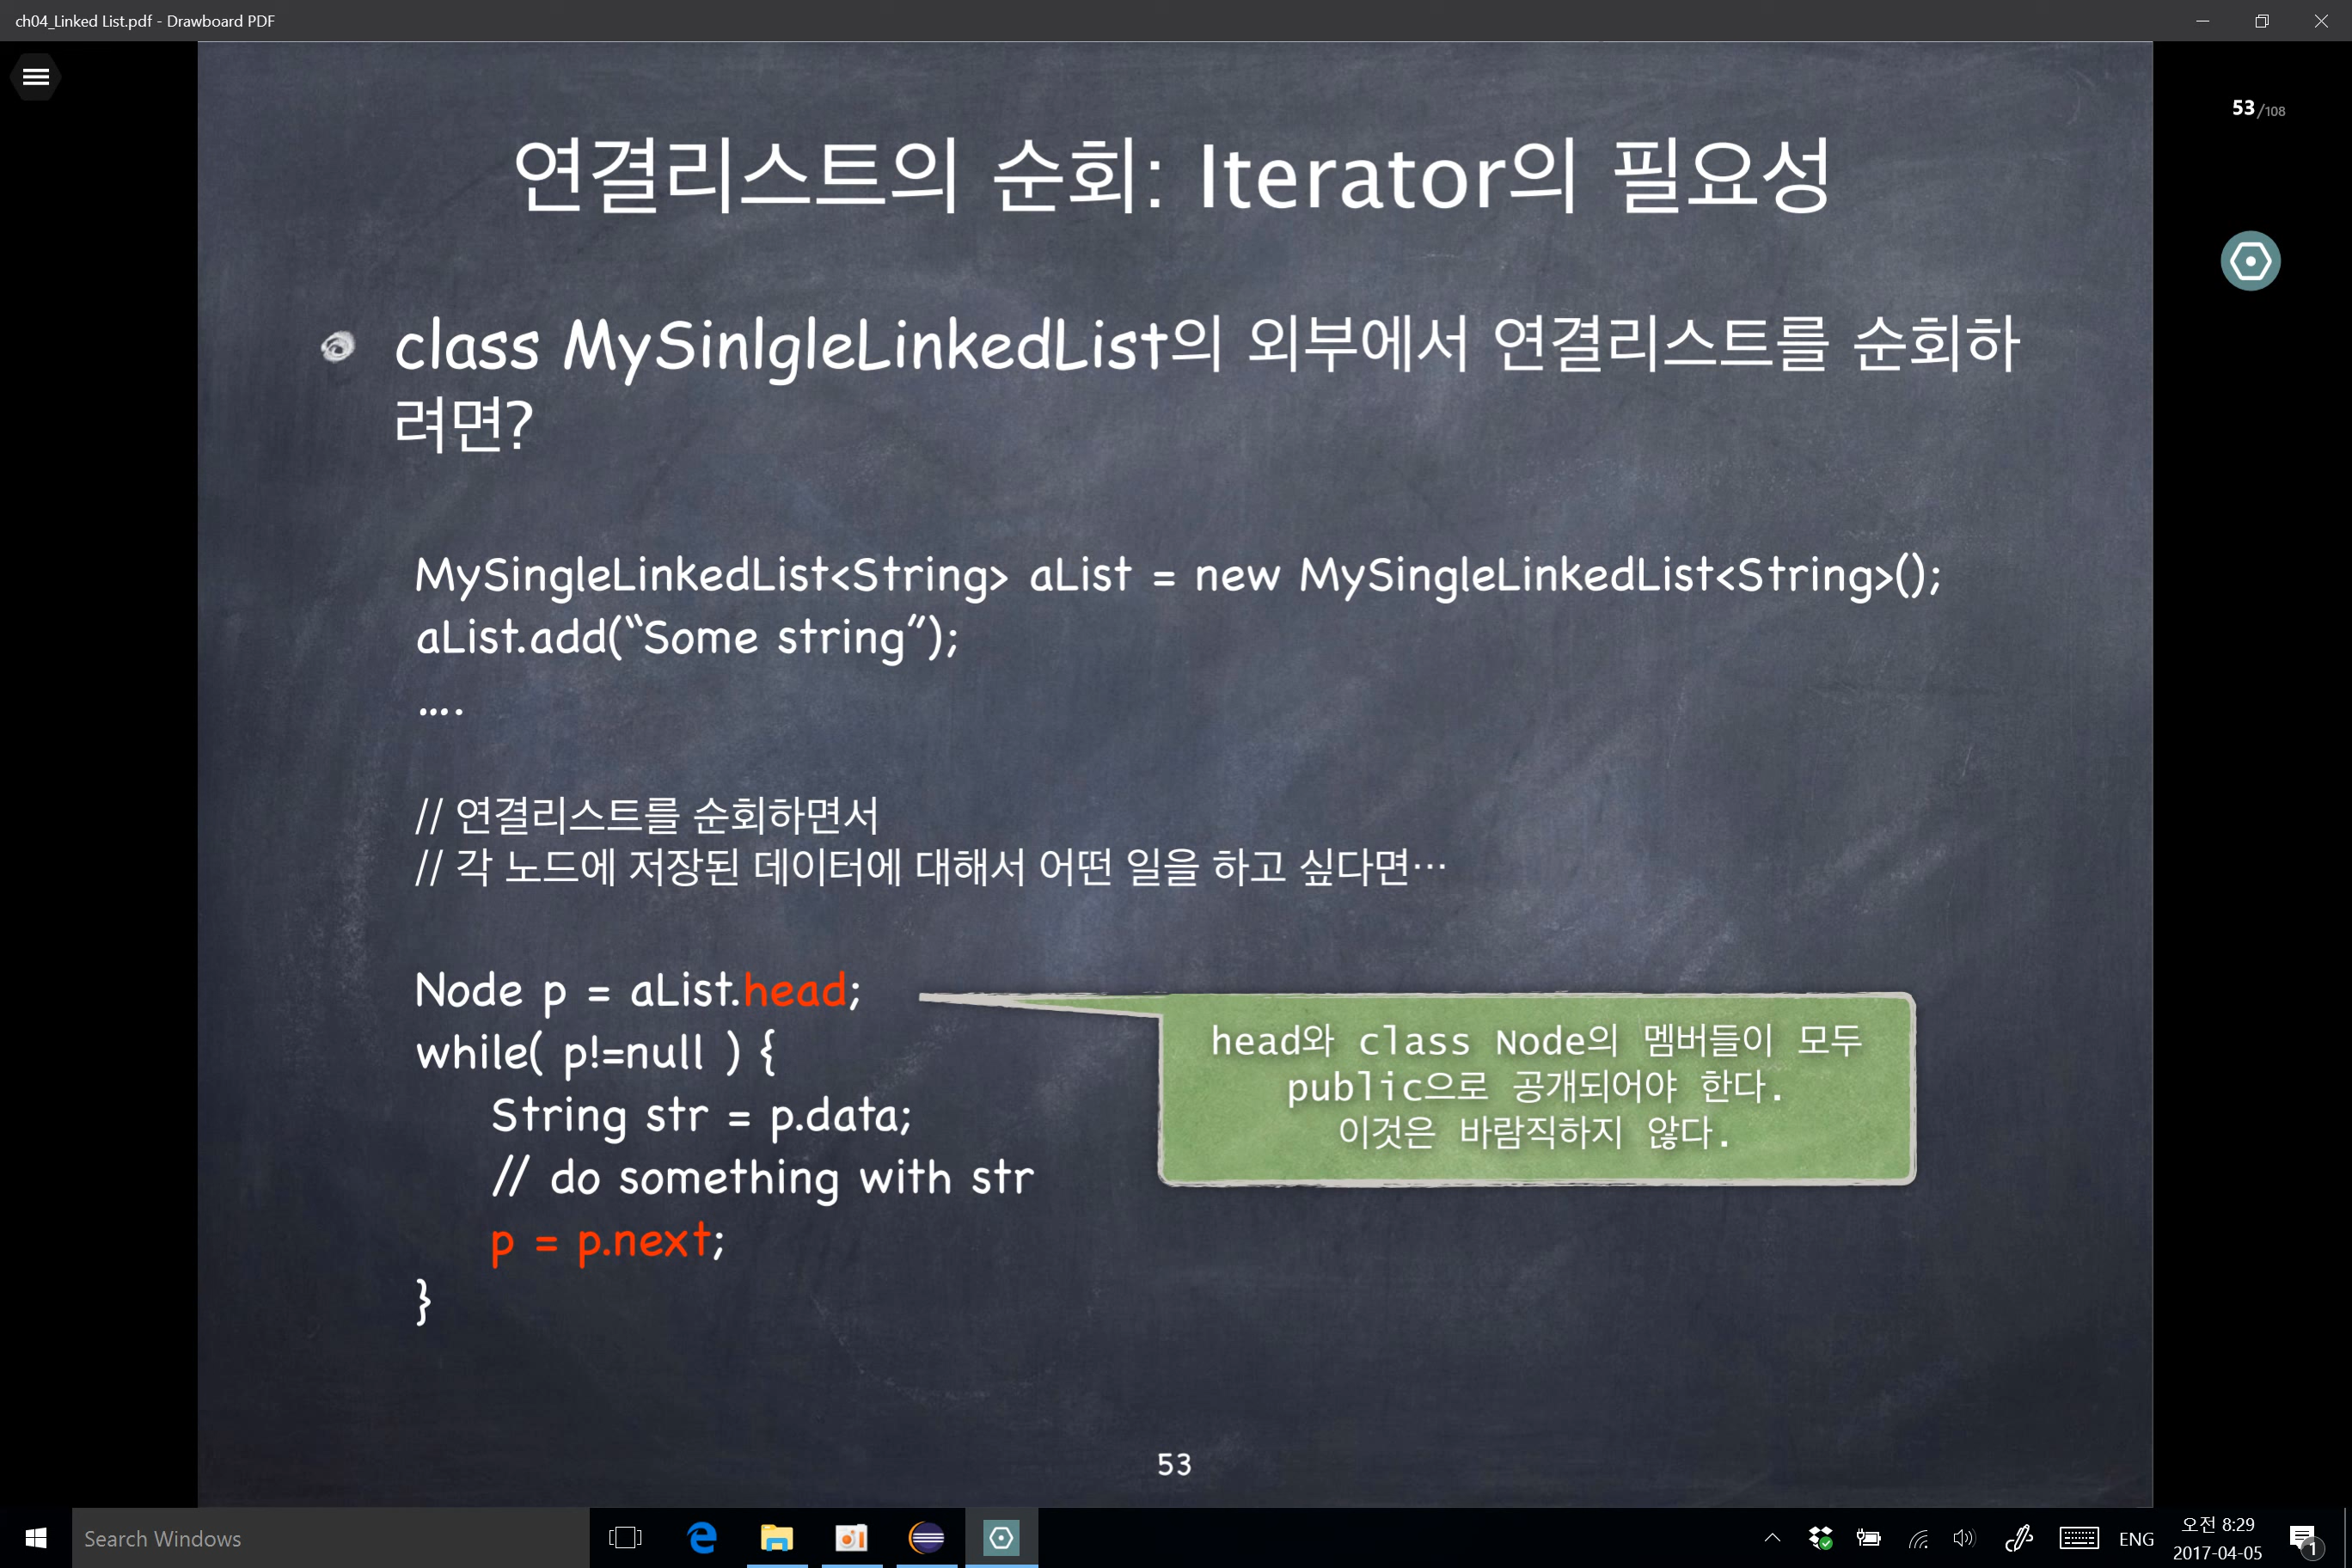 ch04_Linked List.pdf - Drawboard PDF
53/108
연결리스트의 순회: Iterator의 필요성
class MySinlgleLinkedList의 외부에서 연결리스트를 순회하
려면?
MySingleLinkedList<String> aList = new MySingleLinkedList<String>();
aList.add(“Some string”);
….
// 연결리스트를 순회하면서
// 각 노드에 저장된 데이터에 대해서 어떤 일을 하고 싶다면…
Node p = aList.head;
while( p!=null ) {
String str = p.data;
// do something with str
p = p.next;
}
head와 class Node의 멤버들이 모두
public으로 공개되어야 한다.
이것은 바람직하지 않다.
53
Search Windows
ENG
오전 8:29
2017-04-05
1